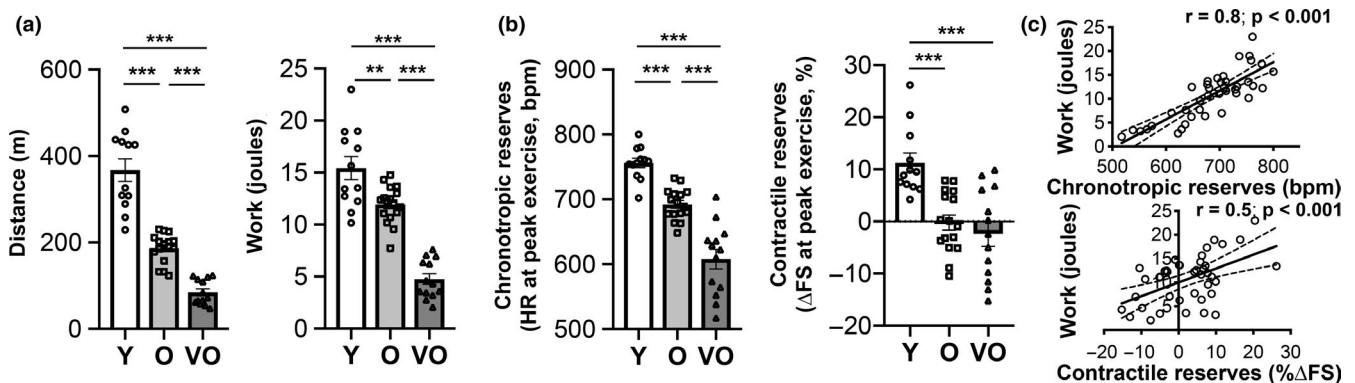 (a)
***
*** ***
Distance (m)
600
400
200
0
Y O VO
***
** ***
Work (joules)
25
20
15
10
5
0
Y O VO
(b)
***
*** ***
Chronotropic reserves
(HR at peak exercise, bpm)
900
800
700
600
500
Y O VO
***
***
Contractile reserves
(ΔFS at peak exercise, %)
30
20
10
0
−10
−20
Y O VO
(c)
r = 0.8; p < 0.001
Work (joules)
25
20
15
10
5
0
500 600 700 800
Chronotropic reserves (bpm)
r = 0.5; p < 0.001
Work (joules)
25
20
15
15
10
5
0
−20 −10 0 10 20 30
Contractile reserves (%ΔFS)